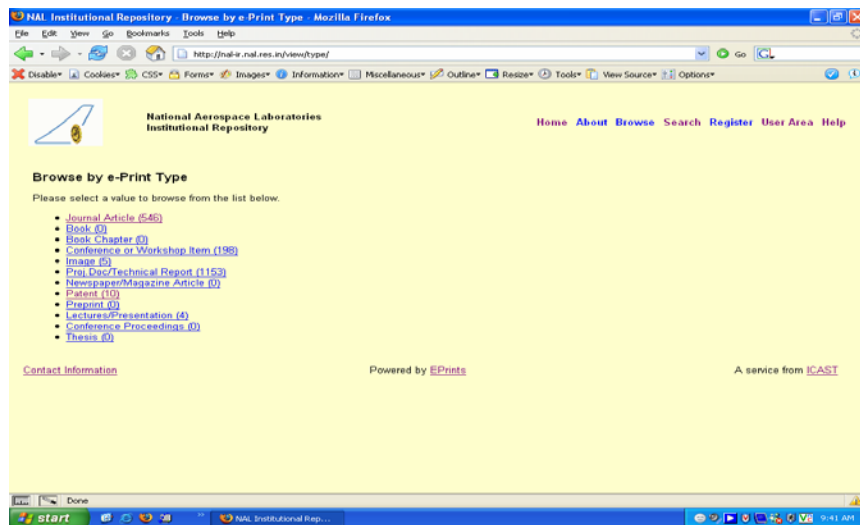 NAL Institutional Repository - Browse by e-Print Type - Mozilla Firefox
File Edit View Go Bookmarks Tools Help
http://nal-ir.nal.res.in/view/type/ Go
Disable Cookies CSS Forms Images Information Miscellaneous Outline Resize Tools View Source Options
National Aerospace Laboratories
Institutional Repository
Home About Browse Search Register User Area Help
Browse by e-Print Type
Please select a value to browse from the list below.
Journal Article (546)
Book (0)
Book Chapter (0)
Conference or Workshop Item (198)
Image (5)
Proj.Doc/Technical Report (1153)
Newspaper/Magazine Article (0)
Patent (10)
Preprint (0)
Lectures/Presentation (4)
Conference Proceedings (0)
Thesis (0)
Contact Information Powered by EPrints A service from ICAST
Done
start NAL Institutional Rep... 9:41 AM